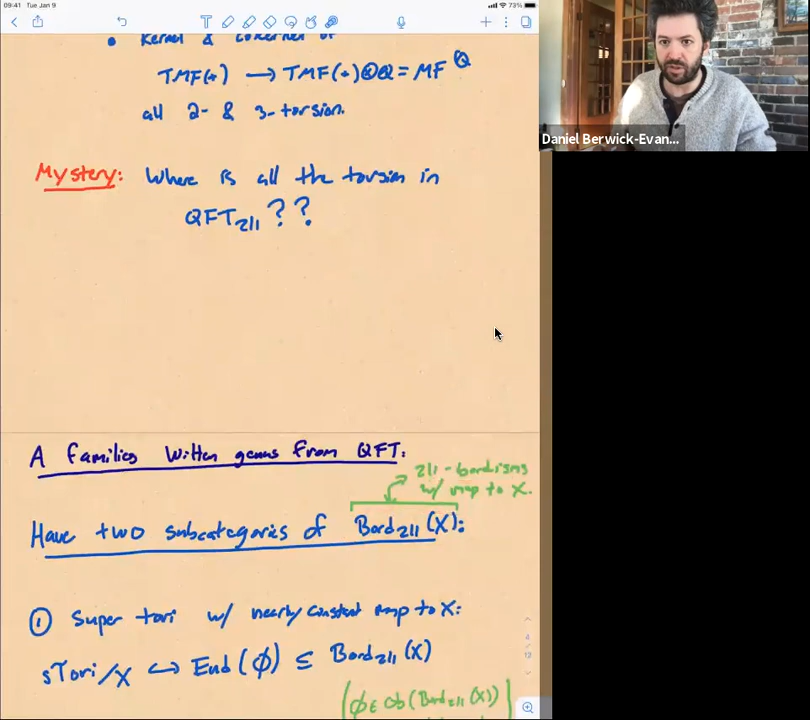 09:41 Tue Jan 9
73%
Daniel Berwick-Evan...
• Kernel & cokernel of
TMF(*) → TMF(*)⊗Q = MF^Q
all 2- & 3-torsion.
Mystery: Where is all the torsion in
QFT_{2|1} ??
A families Witten genus from QFT:
2|1-bordisms
w/ map to X.
Have two subcategories of Bord_{2|1}(X):
① Super tori w/ nearly constant map to X:
sTori/X ↪ End(∅) ⊆ Bord_{2|1}(X)
(∅ ∈ Ob(Bord_{2|1}(X))